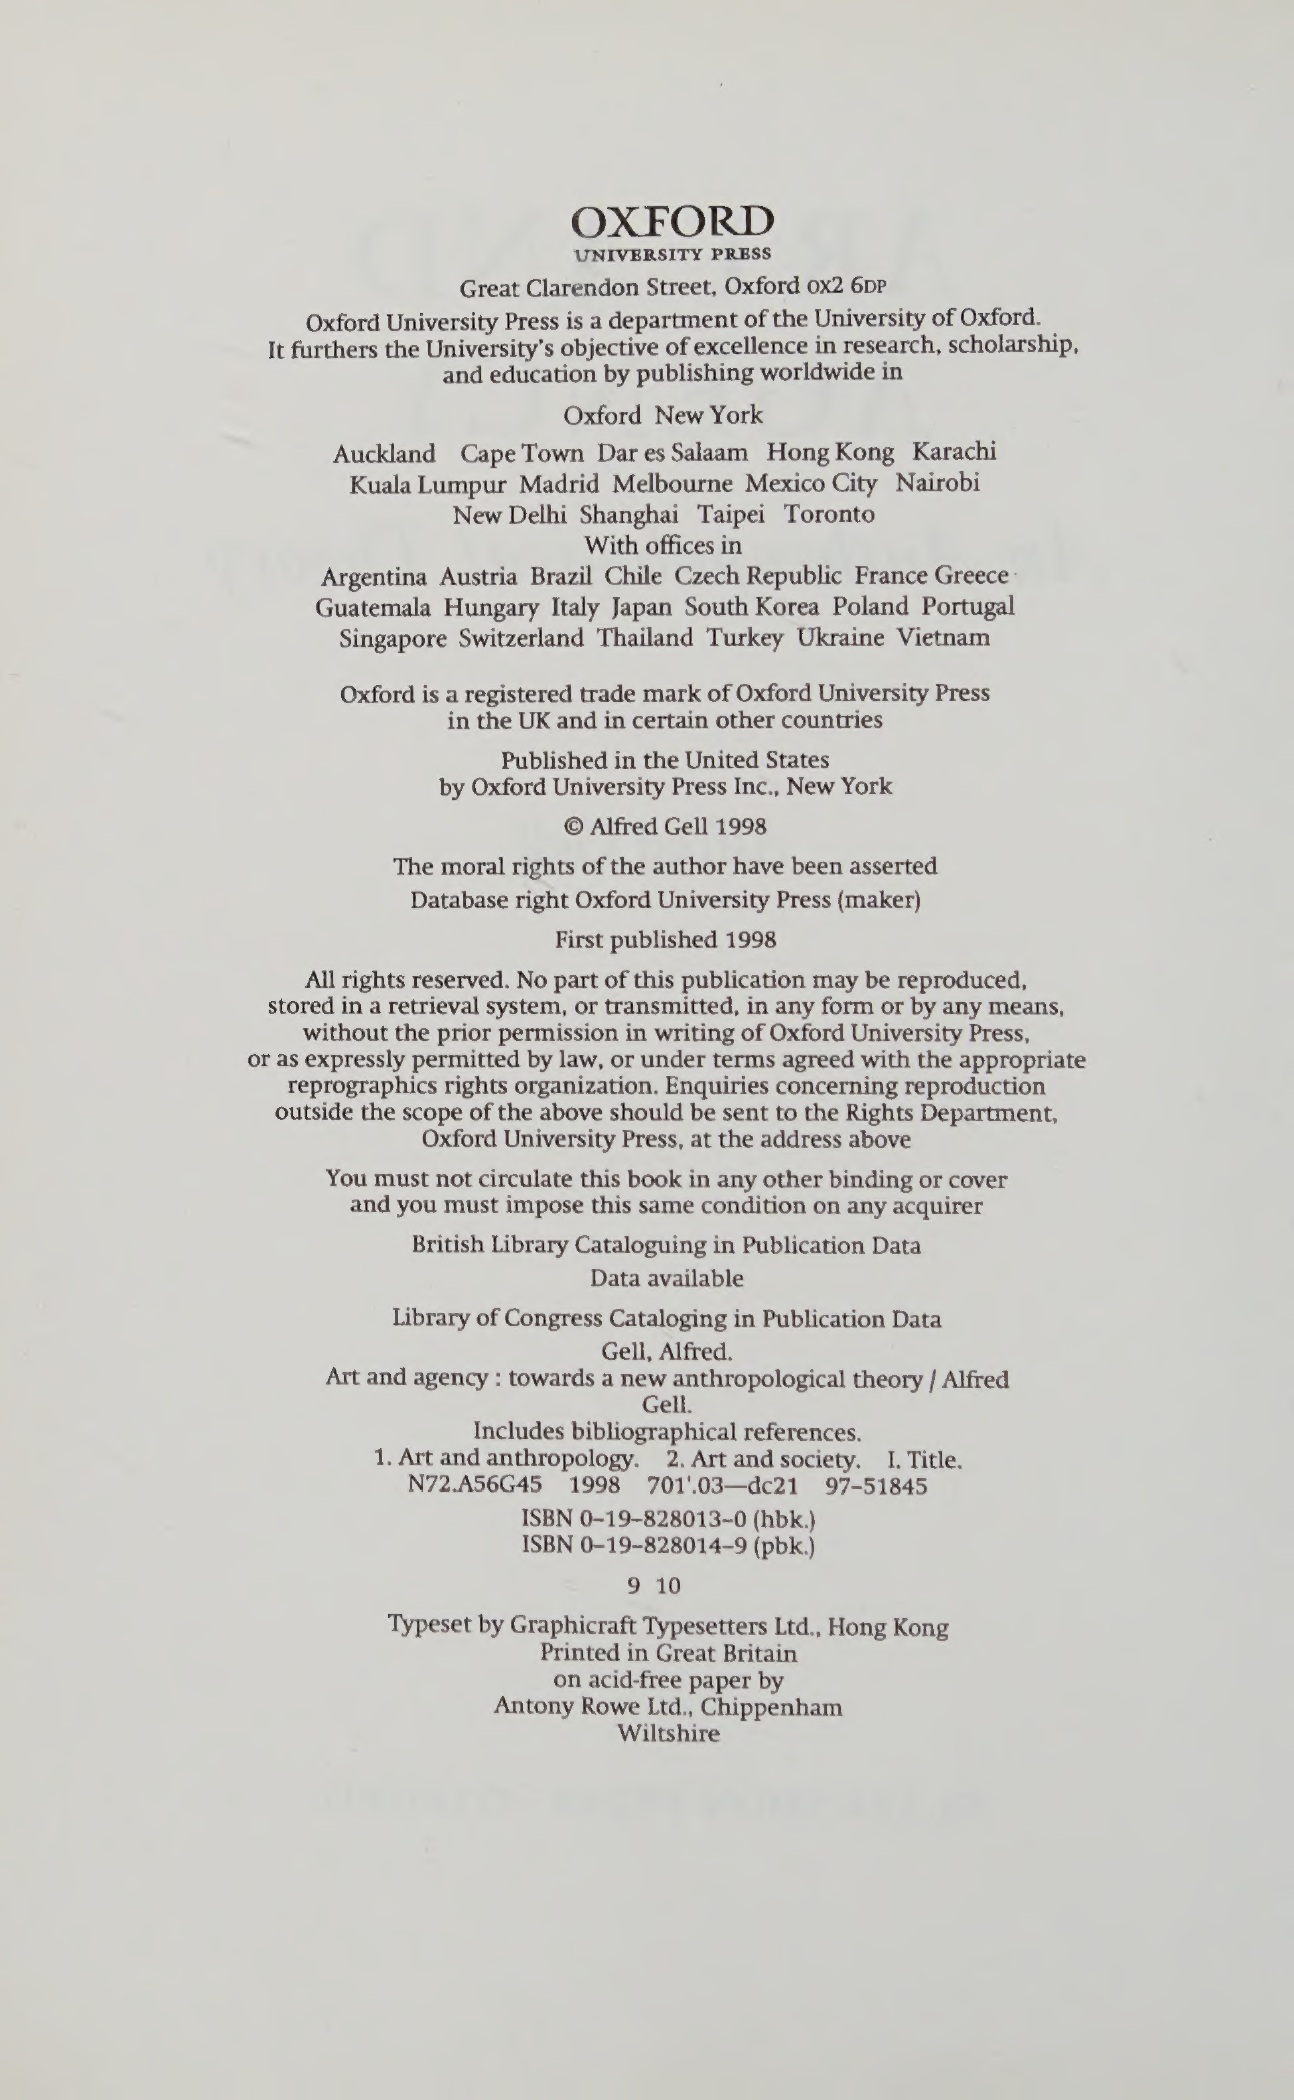 OXFORD
UNIVERSITY PRESS
Great Clarendon Street, Oxford OX2 6DP
Oxford University Press is a department of the University of Oxford.
It furthers the University's objective of excellence in research, scholarship,
and education by publishing worldwide in
Oxford New York
Auckland Cape Town Dar es Salaam Hong Kong Karachi
Kuala Lumpur Madrid Melbourne Mexico City Nairobi
New Delhi Shanghai Taipei Toronto
With offices in
Argentina Austria Brazil Chile Czech Republic France Greece
Guatemala Hungary Italy Japan South Korea Poland Portugal
Singapore Switzerland Thailand Turkey Ukraine Vietnam
Oxford is a registered trade mark of Oxford University Press
in the UK and in certain other countries
Published in the United States
by Oxford University Press Inc., New York
© Alfred Gell 1998
The moral rights of the author have been asserted
Database right Oxford University Press (maker)
First published 1998
All rights reserved. No part of this publication may be reproduced,
stored in a retrieval system, or transmitted, in any form or by any means,
without the prior permission in writing of Oxford University Press,
or as expressly permitted by law, or under terms agreed with the appropriate
reprographics rights organization. Enquiries concerning reproduction
outside the scope of the above should be sent to the Rights Department,
Oxford University Press, at the address above
You must not circulate this book in any other binding or cover
and you must impose this same condition on any acquirer
British Library Cataloguing in Publication Data
Data available
Library of Congress Cataloging in Publication Data
Gell, Alfred.
Art and agency : towards a new anthropological theory / Alfred
Gell.
Includes bibliographical references.
1. Art and anthropology. 2. Art and society. I. Title.
N72.A56G45 1998 701'.03—dc21 97–51845
ISBN 0–19–828013–0 (hbk.)
ISBN 0–19–828014–9 (pbk.)
9 10
Typeset by Graphicraft Typesetters Ltd., Hong Kong
Printed in Great Britain
on acid-free paper by
Antony Rowe Ltd., Chippenham
Wiltshire